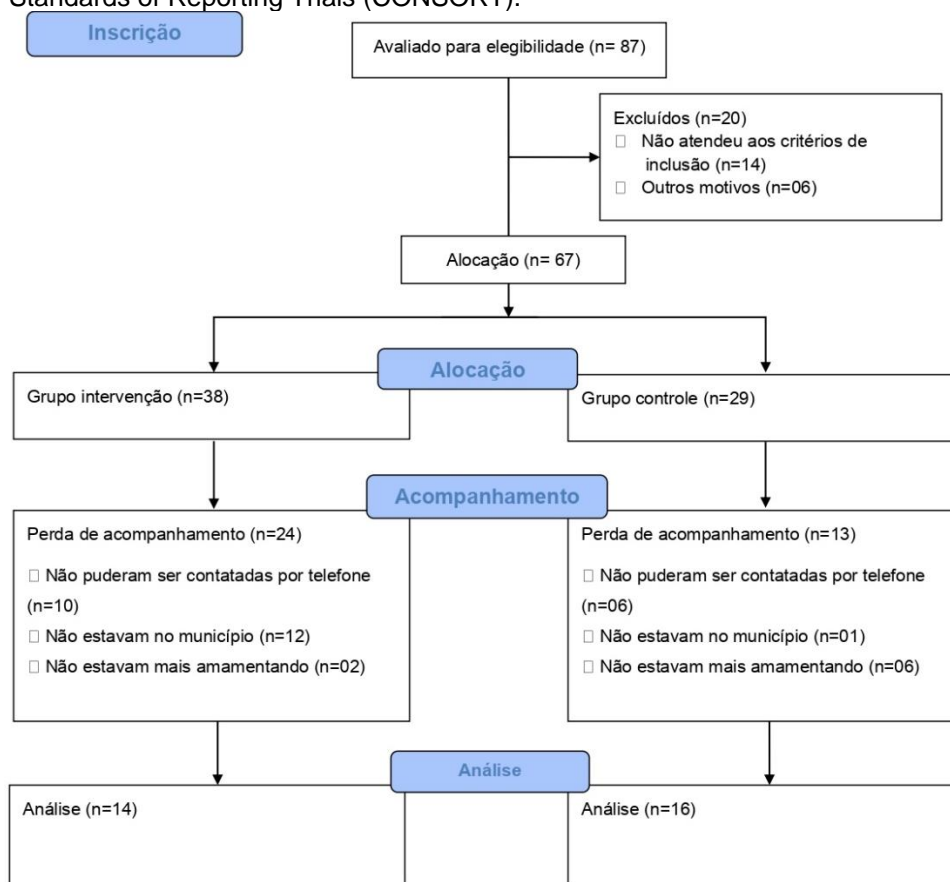 Standards of Reporting Trials (CONSORT).
Inscrição
Avaliado para elegibilidade (n= 87)
Excluídos (n=20)
□ Não atendeu aos critérios de
inclusão (n=14)
□ Outros motivos (n=06)
Alocação (n= 67)
Alocação
Grupo intervenção (n=38)
Grupo controle (n=29)
Acompanhamento
Perda de acompanhamento (n=24)
□ Não puderam ser contatadas por telefone
(n=10)
□ Não estavam no município (n=12)
□ Não estavam mais amamentando (n=02)
Perda de acompanhamento (n=13)
□ Não puderam ser contatadas por telefone
(n=06)
□ Não estavam no município (n=01)
□ Não estavam mais amamentando (n=06)
Análise
Análise (n=14)
Análise (n=16)